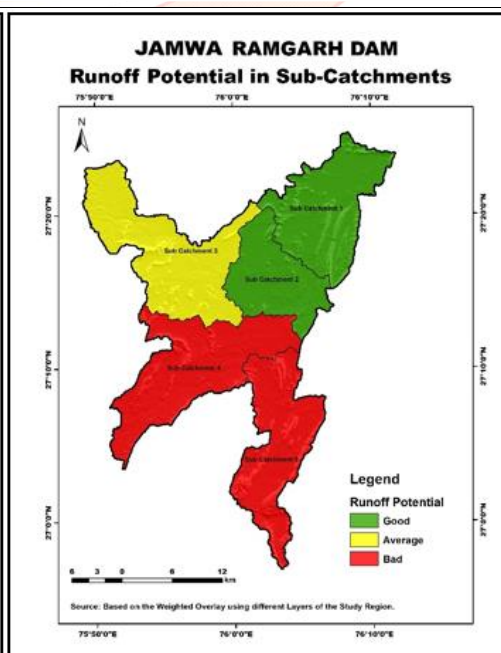 JAMWA RAMGARH DAM
Runoff Potential in Sub-Catchments
75°50'0"E 76°0'0"E 76°10'0"E
N
27°20'0"N 27°20'0"N
Sub Catchment 1
Sub Catchment 3
Sub Catchment 2
27°10'0"N 27°10'0"N
Sub Catchment 4
Sub Catchment 5
Legend
Runoff Potential
Good
Average
Bad
27°0'0"N 27°0'0"N
6 3 0 6 12
km
Source: Based on the Weighted Overlay using different Layers of the Study Region.
75°50'0"E 76°0'0"E 76°10'0"E